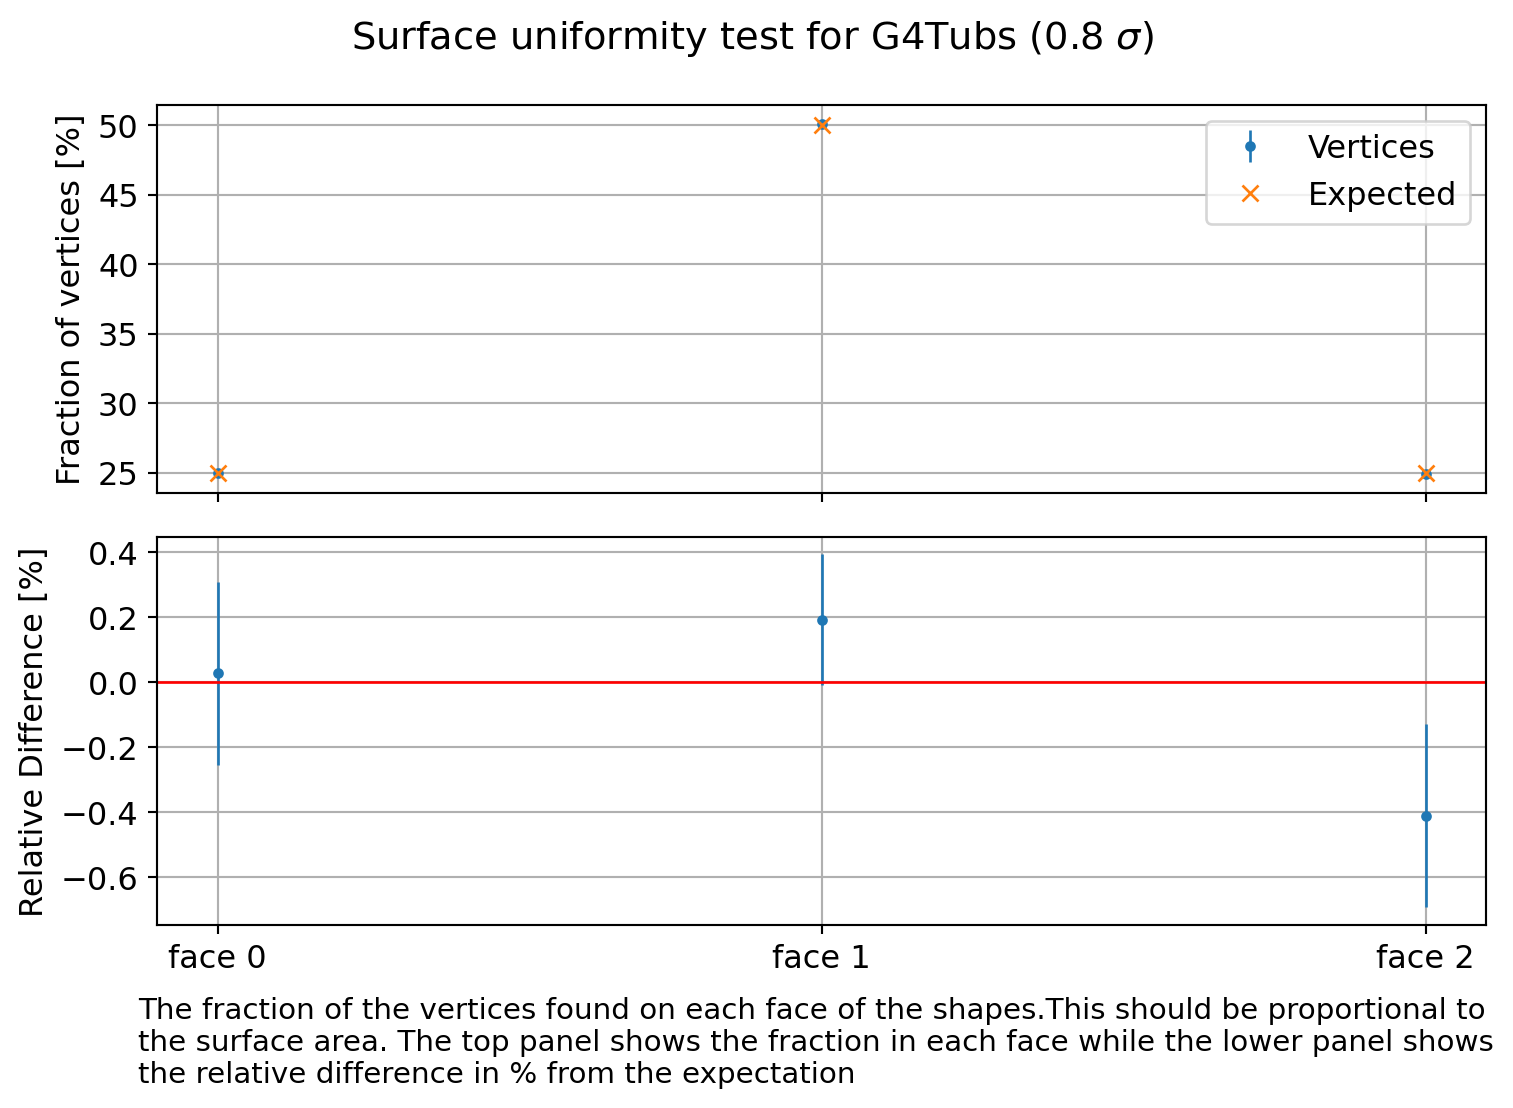 Surface uniformity test for G4Tubs (0.8 σ)
Fraction of vertices [%]
50
45
40
35
30
25
Vertices
Expected
Relative Difference [%]
0.4
0.2
0.0
−0.2
−0.4
−0.6
face 0
face 1
face 2
The fraction of the vertices found on each face of the shapes.This should be proportional to
the surface area. The top panel shows the fraction in each face while the lower panel shows
the relative difference in % from the expectation